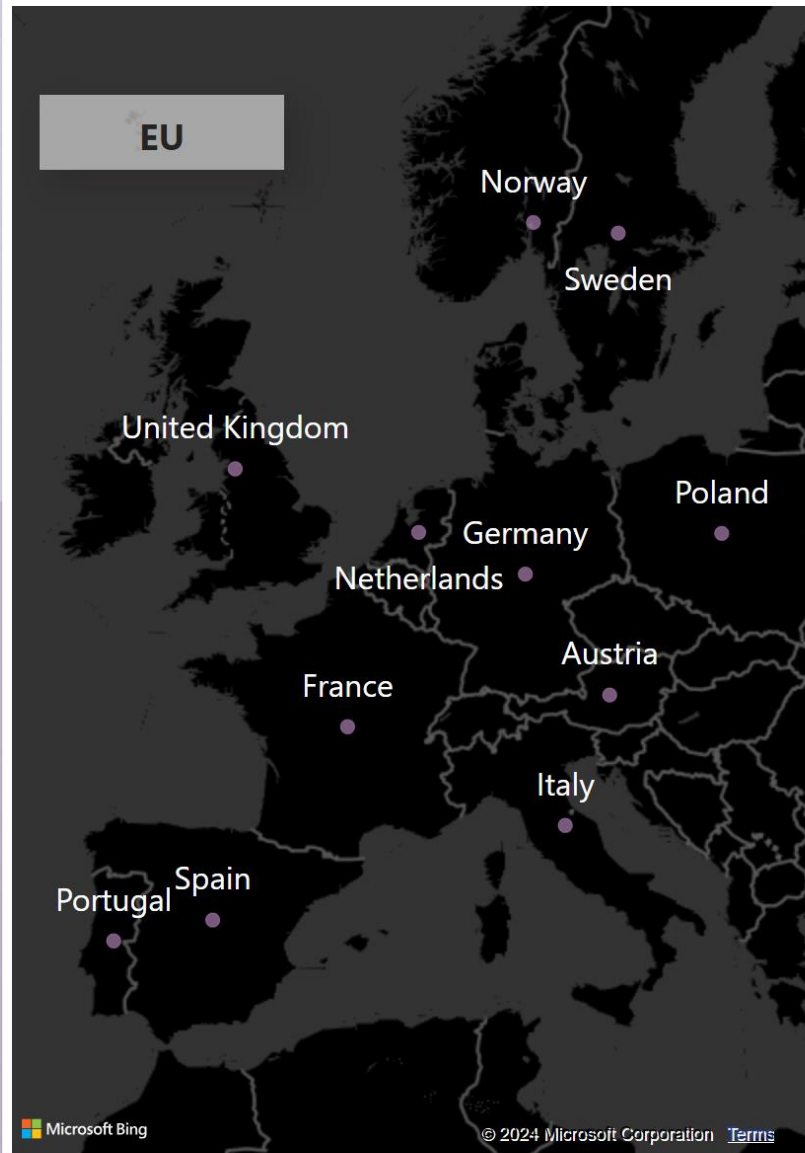 EU
Norway
Sweden
United Kingdom
Poland
Germany
Netherlands
Austria
France
Italy
Spain
Portugal
Microsoft Bing
© 2024 Microsoft Corporation Terms